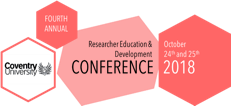 FOURTH
ANNUAL
Coventry
University
Researcher Education &
Development
CONFERENCE
October
24th and 25th
2018